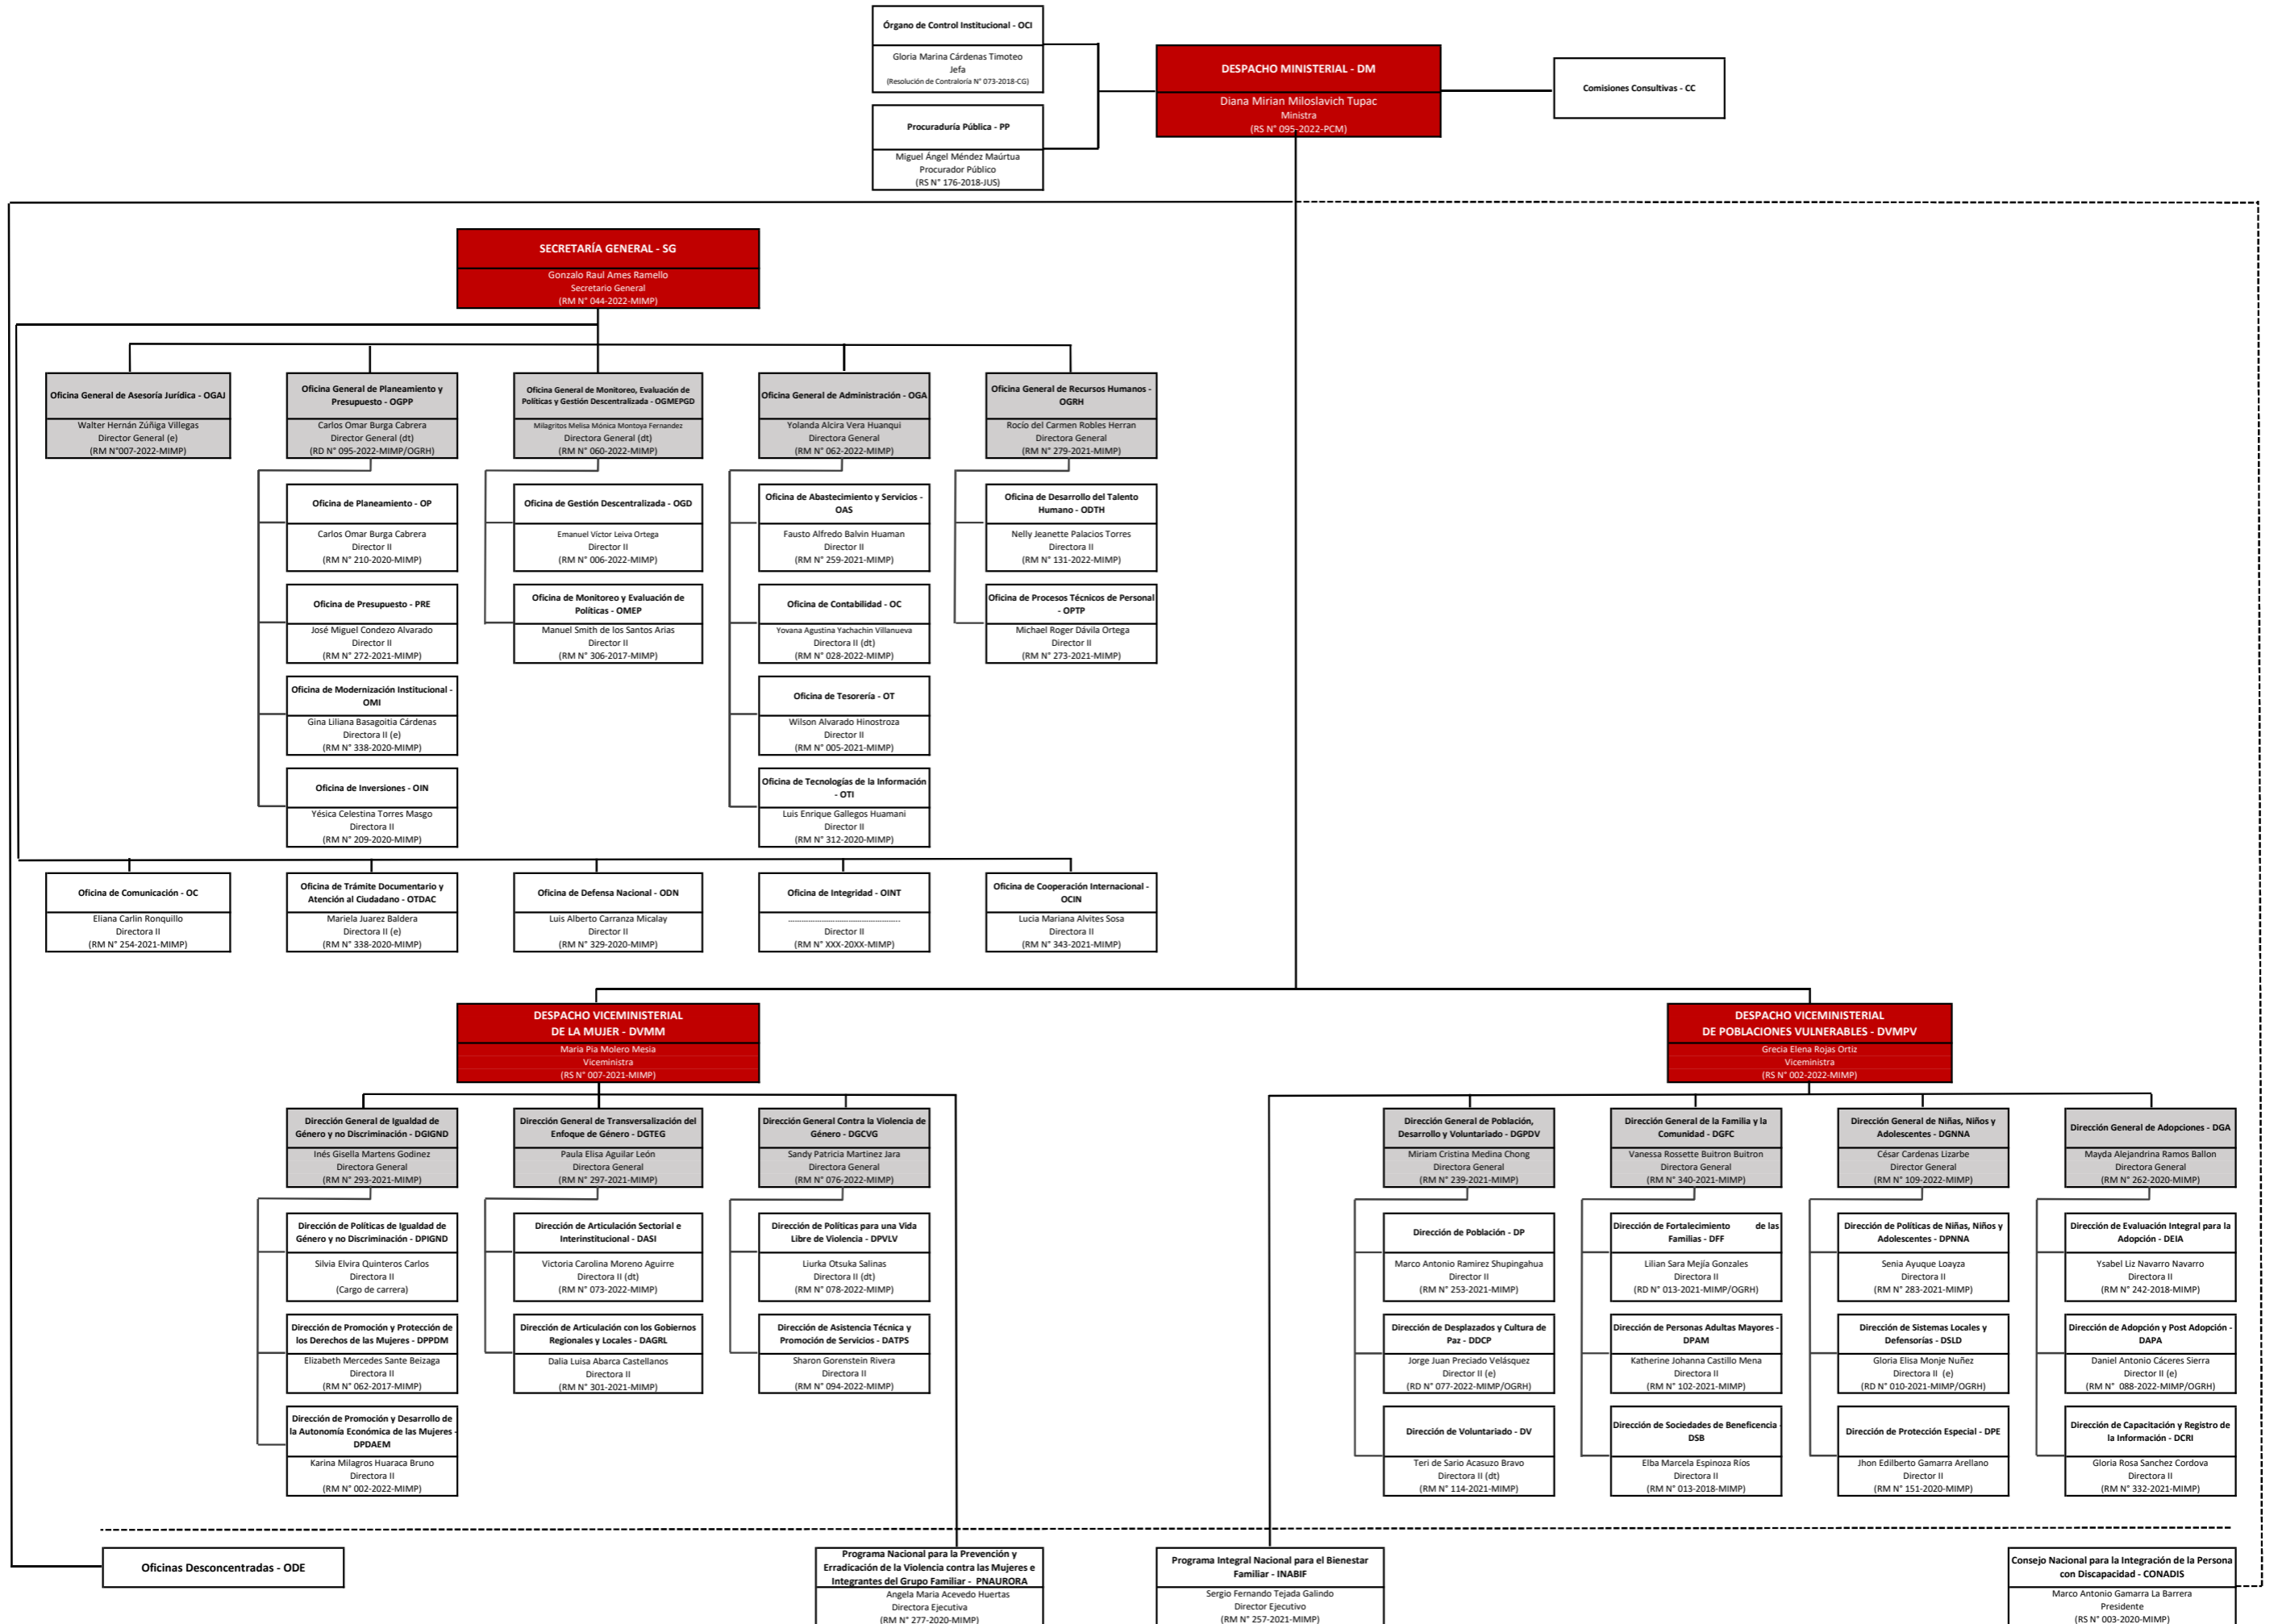 Órgano de Control Institucional - OCI
Gloria Marina Cárdenas Timoteo
Jefa
(Resolución de Contraloría N° 073-2018-CG)
DESPACHO MINISTERIAL - DM
Diana Mirian Miloslavich Tupac
Ministra
(RS N° 095-2022-PCM)
Comisiones Consultivas - CC
Procuraduría Pública - PP
Miguel Ángel Méndez Maúrtua
Procurador Público
(RS N° 176-2018-JUS)
SECRETARÍA GENERAL - SG
Gonzalo Raul Ames Ramello
Secretario General
(RM N° 044-2022-MIMP)
Oficina General de Asesoría Jurídica - OGAJ
Walter Hernán Zúñiga Villegas
Director General (e)
(RM N°007-2022-MIMP)
Oficina General de Planeamiento y
Presupuesto - OGPP
Carlos Omar Burga Cabrera
Director General (dt)
(RD N° 095-2022-MIMP/OGRH)
Oficina General de Monitoreo, Evaluación de
Políticas y Gestión Descentralizada - OGMEPGD
Milagritos Melisa Mónica Montoya Fernandez
Directora General (dt)
(RM N° 060-2022-MIMP)
Oficina General de Administración - OGA
Yolanda Alcira Vera Huanqui
Directora General
(RM N° 062-2022-MIMP)
Oficina General de Recursos Humanos -
OGRH
Rocío del Carmen Robles Herran
Directora General
(RM N° 279-2021-MIMP)
Oficina de Planeamiento - OP
Carlos Omar Burga Cabrera
Director II
(RM N° 210-2020-MIMP)
Oficina de Gestión Descentralizada - OGD
Emanuel Víctor Leiva Ortega
Director II
(RM N° 006-2022-MIMP)
Oficina de Abastecimiento y Servicios -
OAS
Fausto Alfredo Balvin Huaman
Director II
(RM N° 259-2021-MIMP)
Oficina de Desarrollo del Talento
Humano - ODTH
Nelly Jeanette Palacios Torres
Directora II
(RM N° 131-2022-MIMP)
Oficina de Presupuesto - PRE
José Miguel Condezo Alvarado
Director II
(RM N° 272-2021-MIMP)
Oficina de Monitoreo y Evaluación de
Políticas - OMEP
Manuel Smith de los Santos Arias
Director II
(RM N° 306-2017-MIMP)
Oficina de Contabilidad - OC
Yovana Agustina Yachachin Villanueva
Directora II (dt)
(RM N° 028-2022-MIMP)
Oficina de Procesos Técnicos de Personal
- OPTP
Michael Roger Dávila Ortega
Director II
(RM N° 273-2021-MIMP)
Oficina de Modernización Institucional -
OMI
Gina Liliana Basagoitia Cárdenas
Directora II (e)
(RM N° 338-2020-MIMP)
Oficina de Tesorería - OT
Wilson Alvarado Hinostroza
Director II
(RM N° 005-2021-MIMP)
Oficina de Inversiones - OIN
Yésica Celestina Torres Masgo
Directora II
(RM N° 209-2020-MIMP)
Oficina de Tecnologías de la Información
- OTI
Luis Enrique Gallegos Huamani
Director II
(RM N° 312-2020-MIMP)
Oficina de Comunicación - OC
Eliana Carlin Ronquillo
Directora II
(RM N° 254-2021-MIMP)
Oficina de Trámite Documentario y
Atención al Ciudadano - OTDAC
Mariela Juarez Baldera
Directora II (e)
(RM N° 338-2020-MIMP)
Oficina de Defensa Nacional - ODN
Luis Alberto Carranza Micalay
Director II
(RM N° 329-2020-MIMP)
Oficina de Integridad - OINT
................................................
Director II
(RM N° XXX-20XX-MIMP)
Oficina de Cooperación Internacional -
OCIN
Lucia Mariana Alvites Sosa
Directora II
(RM N° 343-2021-MIMP)
DESPACHO VICEMINISTERIAL
DE LA MUJER - DVMM
Maria Pia Molero Mesia
Viceministra
(RS N° 007-2021-MIMP)
DESPACHO VICEMINISTERIAL
DE POBLACIONES VULNERABLES - DVMPV
Grecia Elena Rojas Ortiz
Viceministra
(RS N° 002-2022-MIMP)
Dirección General de Igualdad de
Género y no Discriminación - DGIGND
Inés Gisella Martens Godinez
Directora General
(RM N° 293-2021-MIMP)
Dirección General de Transversalización del
Enfoque de Género - DGTEG
Paula Elisa Aguilar León
Directora General
(RM N° 297-2021-MIMP)
Dirección General Contra la Violencia de
Género - DGCVG
Sandy Patricia Martinez Jara
Directora General
(RM N° 076-2022-MIMP)
Dirección General de Población,
Desarrollo y Voluntariado - DGPDV
Miriam Cristina Medina Chong
Directora General
(RM N° 239-2021-MIMP)
Dirección General de la Familia y la
Comunidad - DGFC
Vanessa Rossette Buitron Buitron
Directora General
(RM N° 340-2021-MIMP)
Dirección General de Niñas, Niños y
Adolescentes - DGNNA
César Cardenas Lizarbe
Director General
(RM N° 109-2022-MIMP)
Dirección General de Adopciones - DGA
Mayda Alejandrina Ramos Ballon
Directora General
(RM N° 262-2020-MIMP)
Dirección de Políticas de Igualdad de
Género y no Discriminación - DPIGND
Silvia Elvira Quinteros Carlos
Directora II
(Cargo de carrera)
Dirección de Articulación Sectorial e
Interinstitucional - DASI
Victoria Carolina Moreno Aguirre
Directora II (dt)
(RM N° 073-2022-MIMP)
Dirección de Políticas para una Vida
Libre de Violencia - DPVLV
Liurka Otsuka Salinas
Directora II (dt)
(RM N° 078-2022-MIMP)
Dirección de Población - DP
Marco Antonio Ramirez Shupingahua
Director II
(RM N° 253-2021-MIMP)
Dirección de Fortalecimiento de las
Familias - DFF
Lilian Sara Mejía Gonzales
Directora II
(RD N° 013-2021-MIMP/OGRH)
Dirección de Políticas de Niñas, Niños y
Adolescentes - DPNNA
Senia Ayuque Loayza
Directora II
(RM N° 283-2021-MIMP)
Dirección de Evaluación Integral para la
Adopción - DEIA
Ysabel Liz Navarro Navarro
Directora II
(RM N° 242-2018-MIMP)
Dirección de Promoción y Protección de
los Derechos de las Mujeres - DPPDM
Elizabeth Mercedes Sante Beizaga
Directora II
(RM N° 062-2017-MIMP)
Dirección de Articulación con los Gobiernos
Regionales y Locales - DAGRL
Dalia Luisa Abarca Castellanos
Directora II
(RM N° 301-2021-MIMP)
Dirección de Asistencia Técnica y
Promoción de Servicios - DATPS
Sharon Gorenstein Rivera
Directora II
(RM N° 094-2022-MIMP)
Dirección de Desplazados y Cultura de
Paz - DDCP
Jorge Juan Preciado Velásquez
Director II (e)
(RD N° 077-2022-MIMP/OGRH)
Dirección de Personas Adultas Mayores -
DPAM
Katherine Johanna Castillo Mena
Directora II
(RM N° 102-2021-MIMP)
Dirección de Sistemas Locales y
Defensorías - DSLD
Gloria Elisa Monje Nuñez
Directora II (e)
(RD N° 010-2021-MIMP/OGRH)
Dirección de Adopción y Post Adopción -
DAPA
Daniel Antonio Cáceres Sierra
Director II (e)
(RM N° 088-2022-MIMP/OGRH)
Dirección de Promoción y Desarrollo de
la Autonomía Económica de las Mujeres -
DPDAEM
Karina Milagros Huaraca Bruno
Directora II
(RM N° 002-2022-MIMP)
Dirección de Voluntariado - DV
Teri de Sario Acasuzo Bravo
Directora II (dt)
(RM N° 114-2021-MIMP)
Dirección de Sociedades de Beneficencia -
DSB
Elba Marcela Espinoza Ríos
Directora II
(RM N° 013-2018-MIMP)
Dirección de Protección Especial - DPE
Jhon Edilberto Gamarra Arellano
Director II
(RM N° 151-2020-MIMP)
Dirección de Capacitación y Registro de
la Información - DCRI
Gloria Rosa Sanchez Cordova
Directora II
(RM N° 332-2021-MIMP)
Oficinas Desconcentradas - ODE
Programa Nacional para la Prevención y
Erradicación de la Violencia contra las Mujeres e
Integrantes del Grupo Familiar - PNAURORA
Angela Maria Acevedo Huertas
Directora Ejecutiva
(RM N° 277-2020-MIMP)
Programa Integral Nacional para el Bienestar
Familiar - INABIF
Sergio Fernando Tejada Galindo
Director Ejecutivo
(RM N° 257-2021-MIMP)
Consejo Nacional para la Integración de la Persona
con Discapacidad - CONADIS
Marco Antonio Gamarra La Barrera
Presidente
(RS N° 003-2020-MIMP)